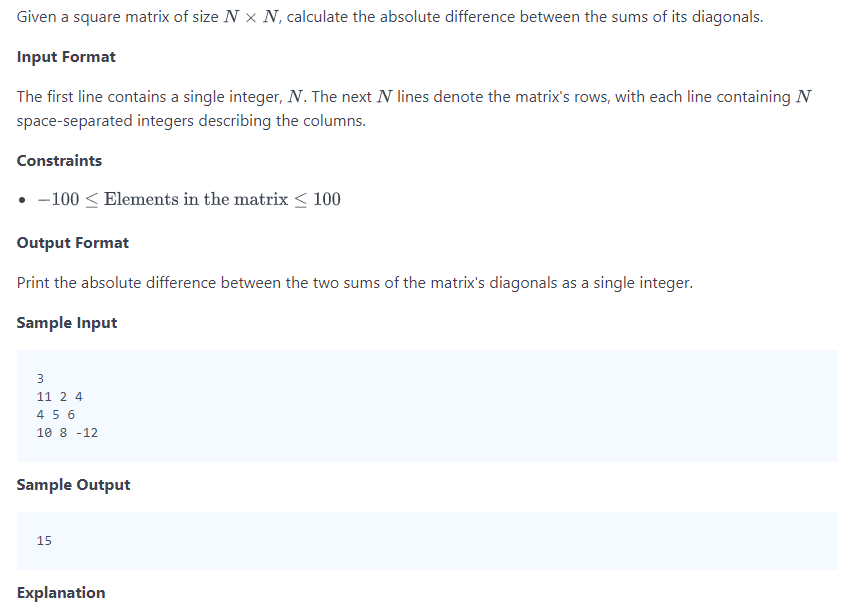 Given a square matrix of size N × N, calculate the absolute difference between the sums of its diagonals.
Input Format
The first line contains a single integer, N. The next N lines denote the matrix's rows, with each line containing N
space-separated integers describing the columns.
Constraints
• −100 ≤ Elements in the matrix ≤ 100
Output Format
Print the absolute difference between the two sums of the matrix's diagonals as a single integer.
Sample Input
3
11 2 4
4 5 6
10 8 -12
Sample Output
15
Explanation